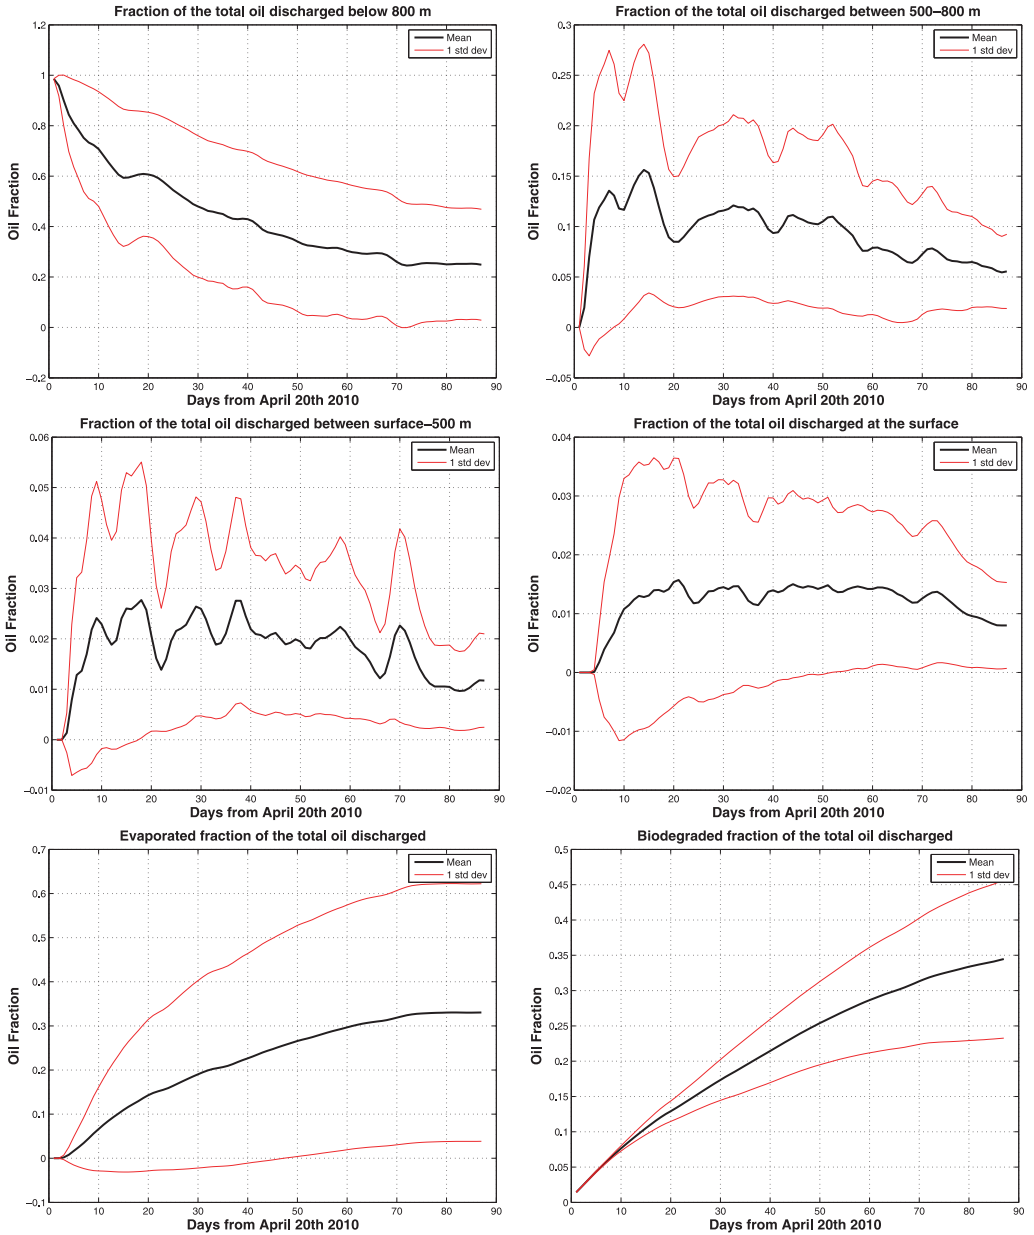 Fraction of the total oil discharged below 800 m
1.2
1
0.8
0.6
0.4
0.2
0
−0.2
Oil Fraction
Mean
1 std dev
0 10 20 30 40 50 60 70 80 90
Days from April 20th 2010
Fraction of the total oil discharged between 500−800 m
0.3
0.25
0.2
0.15
0.1
0.05
0
−0.05
Oil Fraction
Mean
1 std dev
0 10 20 30 40 50 60 70 80 90
Days from April 20th 2010
Fraction of the total oil discharged between surface−500 m
0.06
0.05
0.04
0.03
0.02
0.01
0
−0.01
Oil Fraction
Mean
1 std dev
0 10 20 30 40 50 60 70 80 90
Days from April 20th 2010
Fraction of the total oil discharged at the surface
0.04
0.03
0.02
0.01
0
−0.01
−0.02
Oil Fraction
Mean
1 std dev
0 10 20 30 40 50 60 70 80 90
Days from April 20th 2010
Evaporated fraction of the total oil discharged
0.7
0.6
0.5
0.4
0.3
0.2
0.1
0
−0.1
Oil Fraction
Mean
1 std dev
0 10 20 30 40 50 60 70 80 90
Days from April 20th 2010
Biodegraded fraction of the total oil discharged
0.5
0.45
0.4
0.35
0.3
0.25
0.2
0.15
0.1
0.05
0
Oil Fraction
Mean
1 std dev
0 10 20 30 40 50 60 70 80 90
Days from April 20th 2010